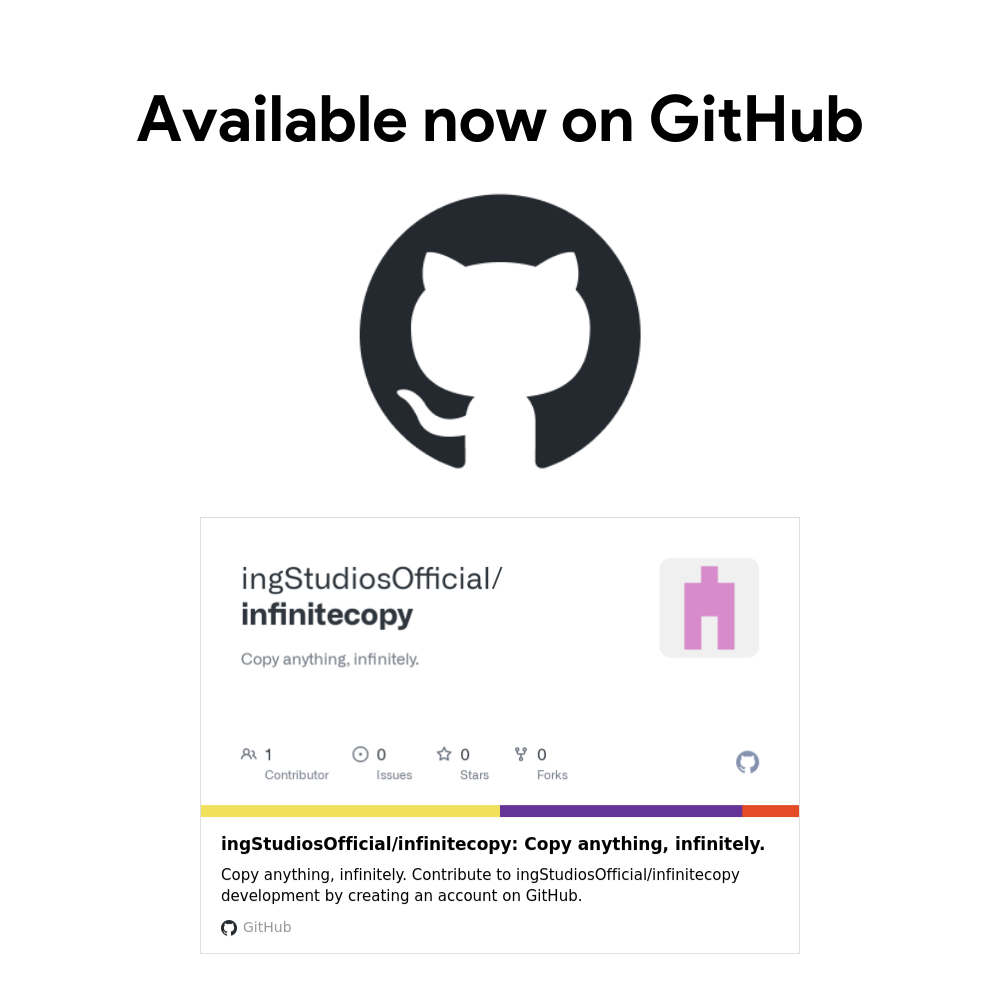 Available now on GitHub
ingStudiosOfficial/
infinitecopy
Copy anything, infinitely.
1 0 0 0
Contributor Issues Stars Forks
ingStudiosOfficial/infinitecopy: Copy anything, infinitely.
Copy anything, infinitely. Contribute to ingStudiosOfficial/infinitecopy
development by creating an account on GitHub.
GitHub